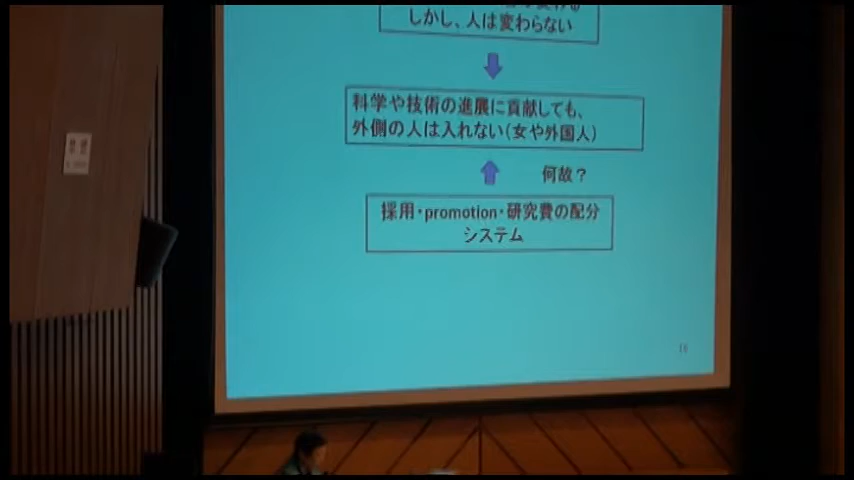 しかし、人は変わらない
科学や技術の進展に貢献しても、
外側の人は入れない(女や外国人)
何故？
採用・promotion・研究費の配分
システム
16